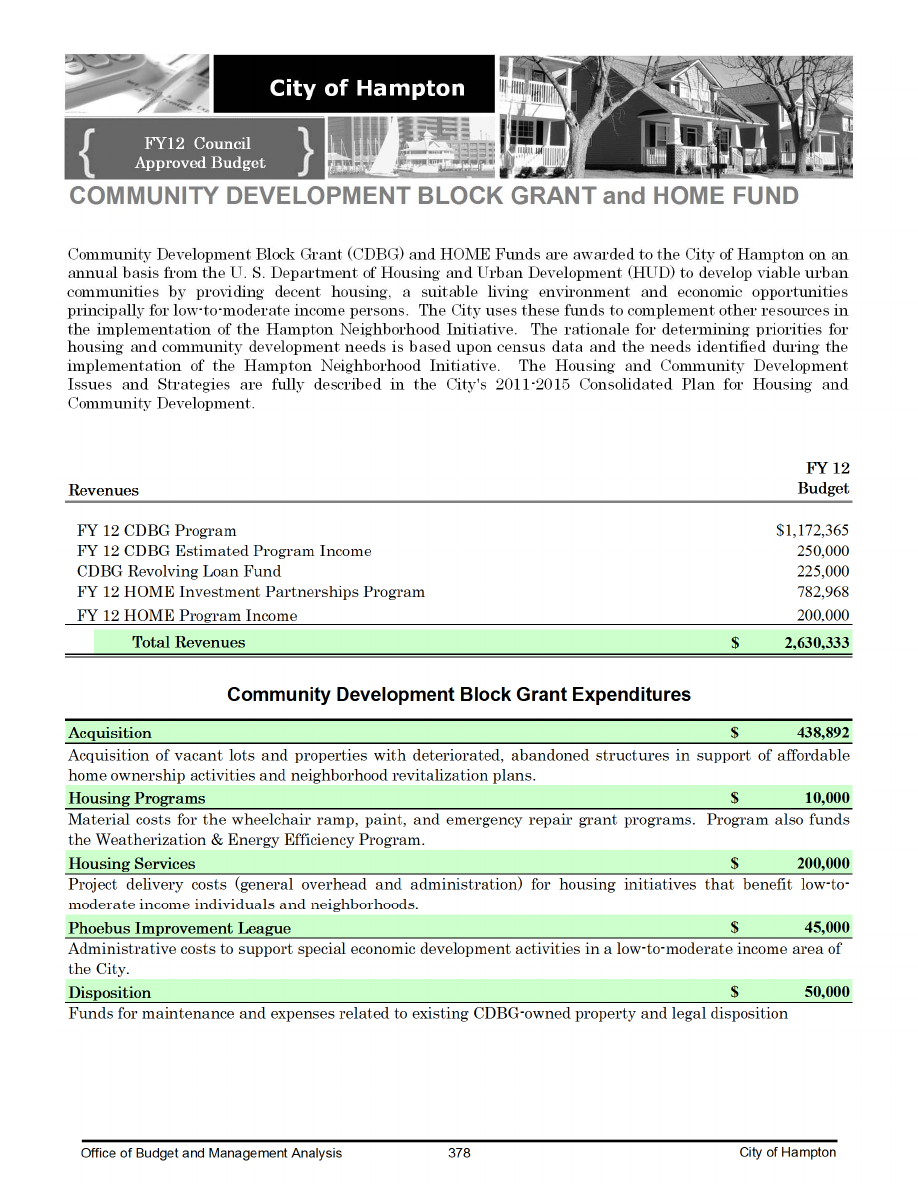 City of Hampton
FY12 Council
Approved Budget
COMMUNITY DEVELOPMENT BLOCK GRANT and HOME FUND
Community Development Block Grant (CDBG) and HOME Funds are awarded to the City of Hampton on an
annual basis from the U. S. Department of Housing and Urban Development (HUD) to develop viable urban
communities by providing decent housing, a suitable living environment and economic opportunities
principally for low-to-moderate income persons. The City uses these funds to complement other resources in
the implementation of the Hampton Neighborhood Initiative. The rationale for determining priorities for
housing and community development needs is based upon census data and the needs identified during the
implementation of the Hampton Neighborhood Initiative. The Housing and Community Development
Issues and Strategies are fully described in the City's 2011-2015 Consolidated Plan for Housing and
Community Development.
FY 12
Revenues Budget
FY 12 CDBG Program $1,172,365
FY 12 CDBG Estimated Program Income 250,000
CDBG Revolving Loan Fund 225,000
FY 12 HOME Investment Partnerships Program 782,968
FY 12 HOME Program Income 200,000
Total Revenues $ 2,630,333
Community Development Block Grant Expenditures
Acquisition $ 438,892
Acquisition of vacant lots and properties with deteriorated, abandoned structures in support of affordable
home ownership activities and neighborhood revitalization plans.
Housing Programs $ 10,000
Material costs for the wheelchair ramp, paint, and emergency repair grant programs. Program also funds
the Weatherization & Energy Efficiency Program.
Housing Services $ 200,000
Project delivery costs (general overhead and administration) for housing initiatives that benefit low-to-
moderate income individuals and neighborhoods.
Phoebus Improvement League $ 45,000
Administrative costs to support special economic development activities in a low-to-moderate income area of
the City.
Disposition $ 50,000
Funds for maintenance and expenses related to existing CDBG-owned property and legal disposition
Office of Budget and Management Analysis 378 City of Hampton